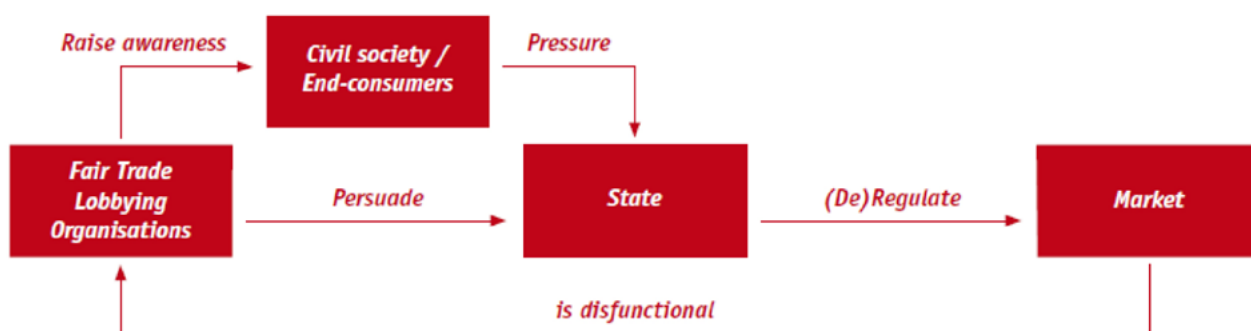 Raise awareness
Civil society /
End-consumers
Pressure
Fair Trade
Lobbying
Organisations
Persuade
State
(De)Regulate
Market
is disfunctional